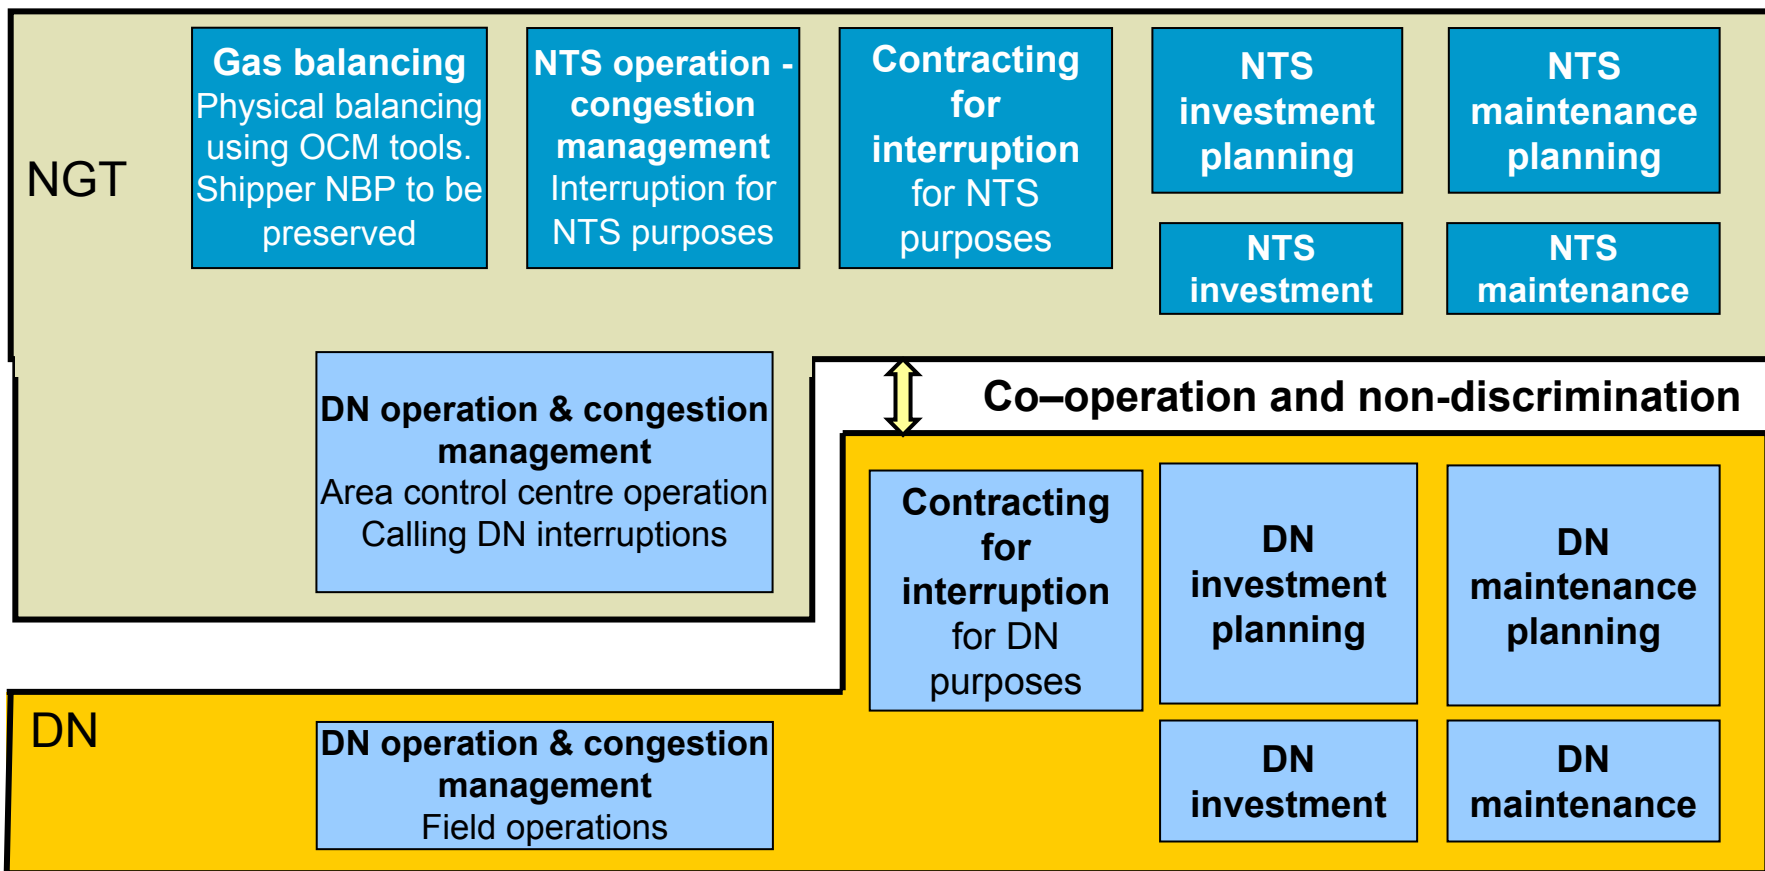 NGT
Gas balancing
Physical balancing
using OCM tools.
Shipper NBP to be
preserved
NTS operation -
congestion
management
Interruption for
NTS purposes
Contracting
for
interruption
for NTS
purposes
NTS
investment
planning
NTS
maintenance
planning
NTS
investment
NTS
maintenance
DN operation & congestion
management
Area control centre operation
Calling DN interruptions
Co–operation and non-discrimination
DN
Contracting
for
interruption
for DN
purposes
DN
investment
planning
DN
maintenance
planning
DN operation & congestion
management
Field operations
DN
investment
DN
maintenance